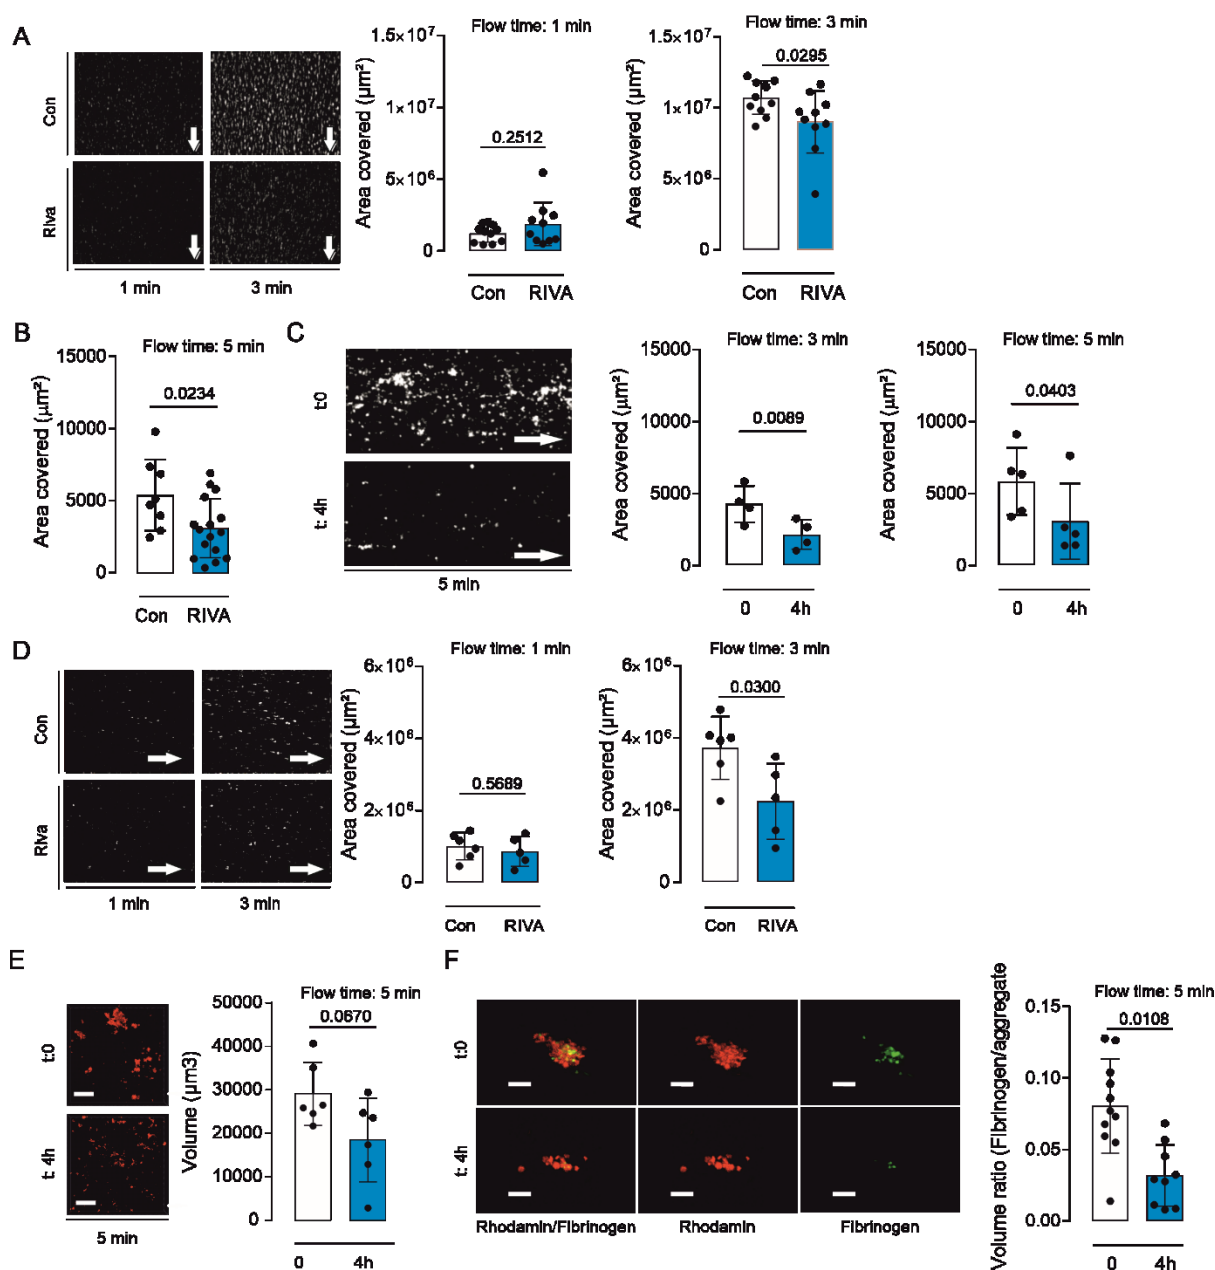 A
Con
Riva
1 min
3 min
Flow time: 1 min
Area covered (µm²)
1.5×10⁷
1×10⁷
5×10⁶
0
0.2512
Con
RIVA
Flow time: 3 min
Area covered (µm²)
1.5×10⁷
1×10⁷
5×10⁶
0
0.0295
Con
RIVA
B
Flow time: 5 min
Area covered (µm²)
15000
10000
5000
0
0.0234
Con
RIVA
C
t:0
t: 4h
5 min
Flow time: 3 min
Area covered (µm²)
15000
10000
5000
0
0.0089
0
4h
Flow time: 5 min
Area covered (µm²)
15000
10000
5000
0
0.0403
0
4h
D
Con
Riva
1 min
3 min
Flow time: 1 min
Area covered (µm²)
6×10⁶
4×10⁶
2×10⁶
0
0.5689
Con
RIVA
Flow time: 3 min
Area covered (µm²)
6×10⁶
4×10⁶
2×10⁶
0
0.0300
Con
RIVA
E
t:0
t: 4h
5 min
Flow time: 5 min
Volume (µm3)
50000
40000
30000
20000
10000
0
0.0670
0
4h
F
t:0
t: 4h
Rhodamin/Fibrinogen
Rhodamin
Fibrinogen
Flow time: 5 min
Volume ratio (Fibrinogen/aggregate
0.15
0.10
0.05
0.00
0.0108
0
4h